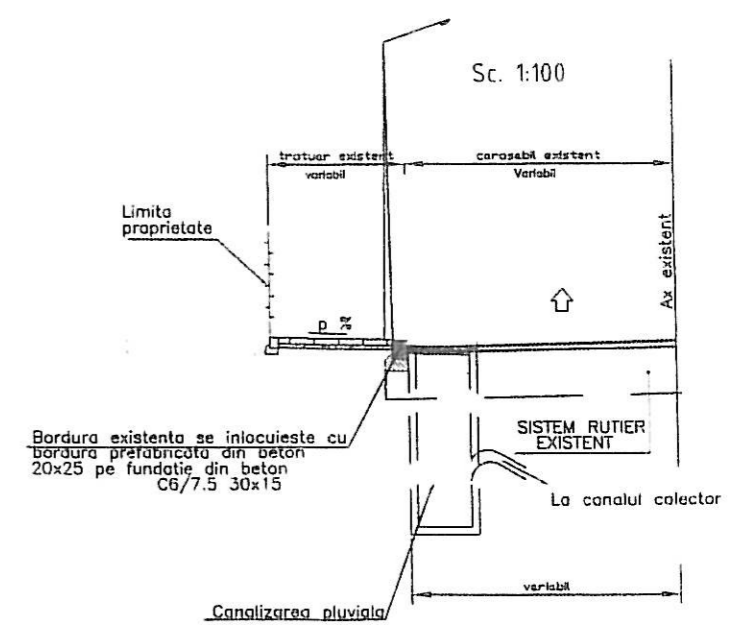 Sc. 1:100
tratuar existent
variabil
carosabil existent
Variabil
Limita
proprietate
Ax existent
p %
Bordura existenta se inlocuieste cu
bordura prefabricata din beton
20x25 pe fundatie din beton
C6/7.5 30x15
SISTEM RUTIER
EXISTENT
La canalul colector
variabil
Canalizarea pluviala